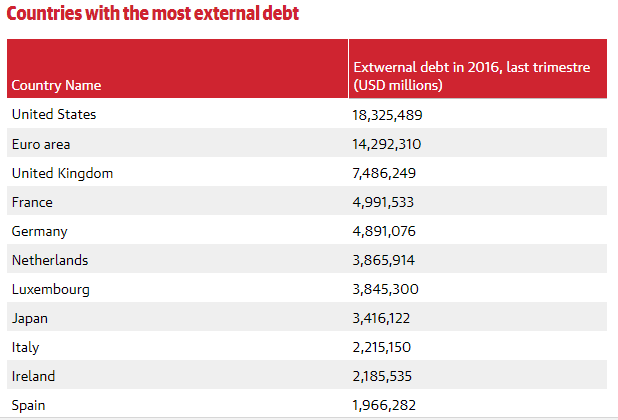 Countries with the most external debt
Country Name
Extwernal debt in 2016, last trimestre
(USD millions)
United States 18,325,489
Euro area 14,292,310
United Kingdom 7,486,249
France 4,991,533
Germany 4,891,076
Netherlands 3,865,914
Luxembourg 3,845,300
Japan 3,416,122
Italy 2,215,150
Ireland 2,185,535
Spain 1,966,282